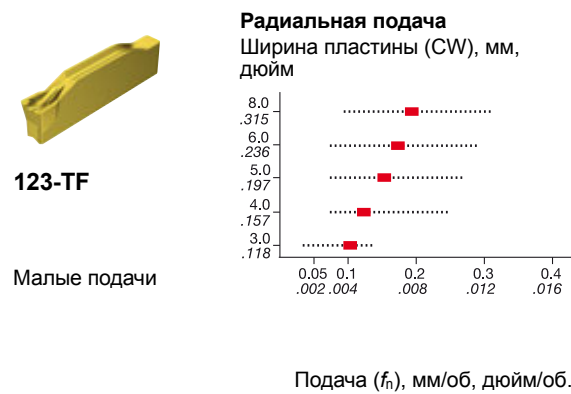 Радиальная подача
Ширина пластины (CW), мм,
дюйм
8.0
.315
6.0
.236
5.0
.197
4.0
.157
3.0
.118
123-TF
Малые подачи
0.05 0.1 0.2 0.3 0.4
.002 .004 .008 .012 .016
Подача (fn), мм/об, дюйм/об.